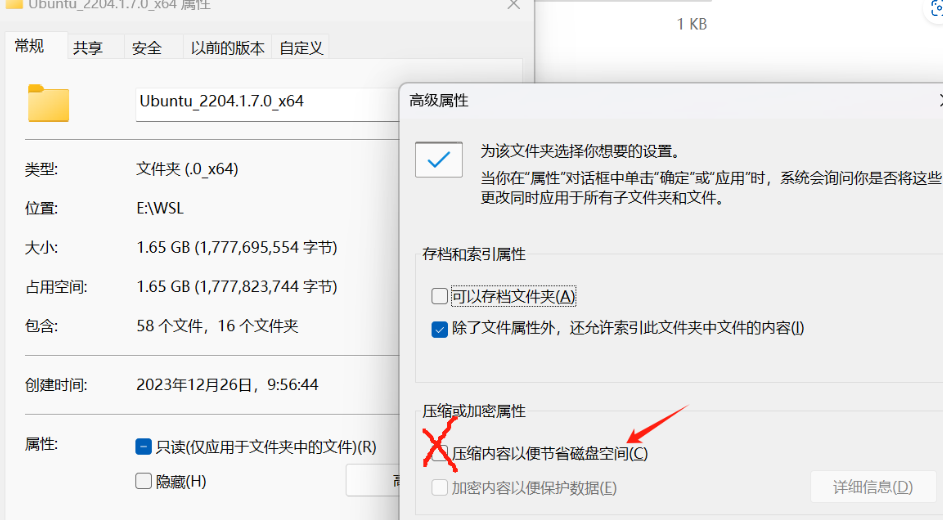 Ubuntu_2204.1.7.0_x64 属性
1 KB
常规 共享 安全 以前的版本 自定义
Ubuntu_2204.1.7.0_x64
类型: 文件夹 (.0_x64)
位置: E:\WSL
大小: 1.65 GB (1,777,695,554 字节)
占用空间: 1.65 GB (1,777,823,744 字节)
包含: 58 个文件，16 个文件夹
创建时间: 2023年12月26日，9:56:44
属性: 只读(仅应用于文件夹中的文件)(R)
隐藏(H)
高级属性
为该文件夹选择你想要的设置。
当你在“属性”对话框中单击“确定”或“应用”时，系统会询问你是否将这些
更改同时应用于所有子文件夹和文件。
存档和索引属性
可以存档文件夹(A)
除了文件属性外，还允许索引此文件夹中文件的内容(I)
压缩或加密属性
压缩内容以便节省磁盘空间(C)
加密内容以便保护数据(E)
详细信息(D)